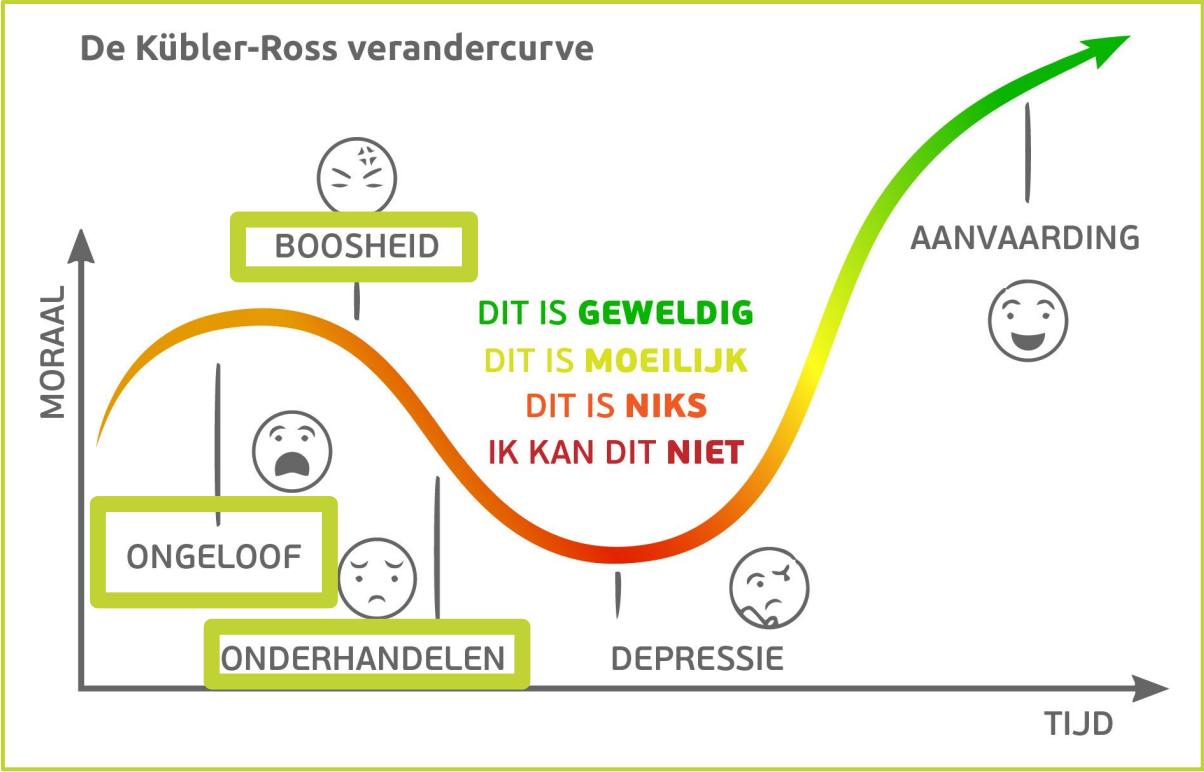 De Kübler-Ross verandercurve
BOOSHEID
AANVAARDING
MORAAL
DIT IS GEWELDIG
DIT IS MOEILIJK
DIT IS NIKS
IK KAN DIT NIET
ONGELOOF
ONDERHANDELEN
DEPRESSIE
TIJD